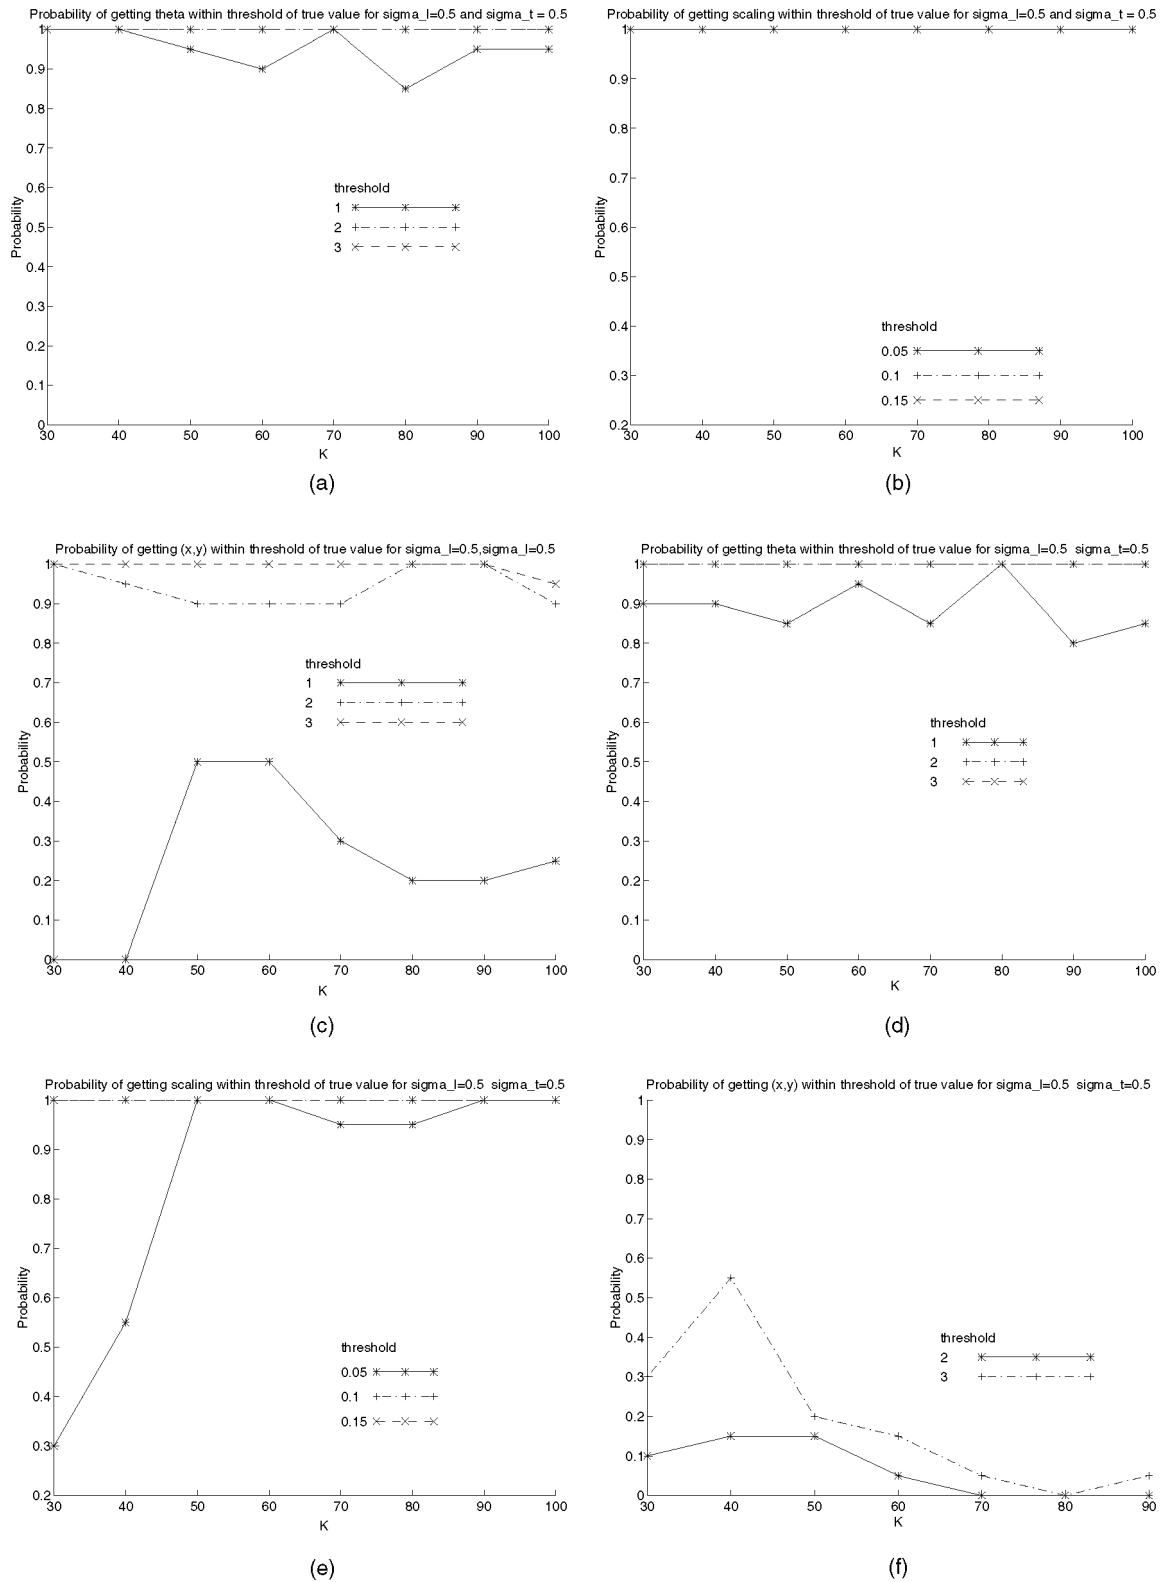 Probability of getting theta within threshold of true value for sigma_l=0.5 and sigma_t = 0.5
1
0.9
0.8
0.7
0.6
0.5
0.4
0.3
0.2
0.1
0
Probability
threshold
1
2
3
30 40 50 60 70 80 90 100
K
(a)
Probability of getting scaling within threshold of true value for sigma_l=0.5 and sigma_t = 0.5
1
0.9
0.8
0.7
0.6
0.5
0.4
0.3
0.2
Probability
threshold
0.05
0.1
0.15
30 40 50 60 70 80 90 100
K
(b)
Probability of getting (x,y) within threshold of true value for sigma_l=0.5,sigma_l=0.5
1
0.9
0.8
0.7
0.6
0.5
0.4
0.3
0.2
0.1
0
Probability
threshold
1
2
3
30 40 50 60 70 80 90 100
K
(c)
Probability of getting theta within threshold of true value for sigma_l=0.5 sigma_t=0.5
1
0.9
0.8
0.7
0.6
0.5
0.4
0.3
0.2
0.1
0
Probability
threshold
1
2
3
30 40 50 60 70 80 90 100
K
(d)
Probability of getting scaling within threshold of true value for sigma_l=0.5 sigma_t=0.5
1
0.9
0.8
0.7
0.6
0.5
0.4
0.3
0.2
Probability
threshold
0.05
0.1
0.15
30 40 50 60 70 80 90 100
K
(e)
Probability of getting (x,y) within threshold of true value for sigma_l=0.5 sigma_t=0.5
1
0.9
0.8
0.7
0.6
0.5
0.4
0.3
0.2
0.1
0
Probability
threshold
2
3
30 40 50 60 70 80 90
K
(f)